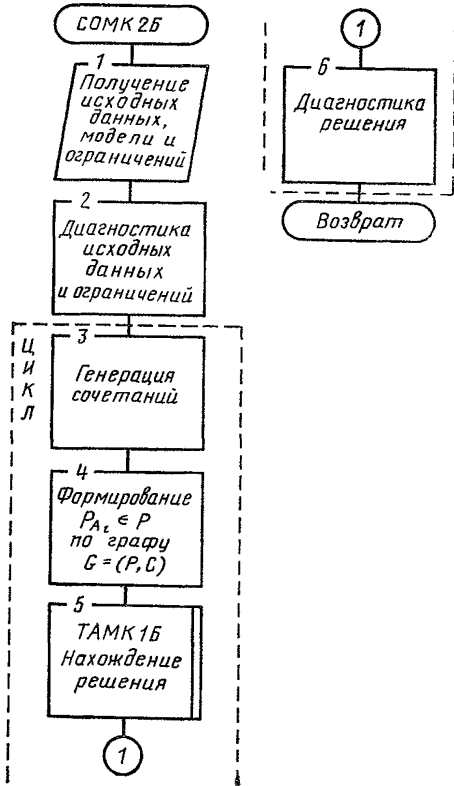 СОМК 2Б
1
Получение
исходных
данных,
модели и
ограничений
2
Диагностика
исходных
данных
и ограничений
ЦИКЛ
3
Генерация
сочетаний
4
Формирование
P_{A_i} ∈ P
по графу
G = (P, C)
5
ТАМК 1Б
Нахождение
решения
1
1
6
Диагностика
решения
Возврат